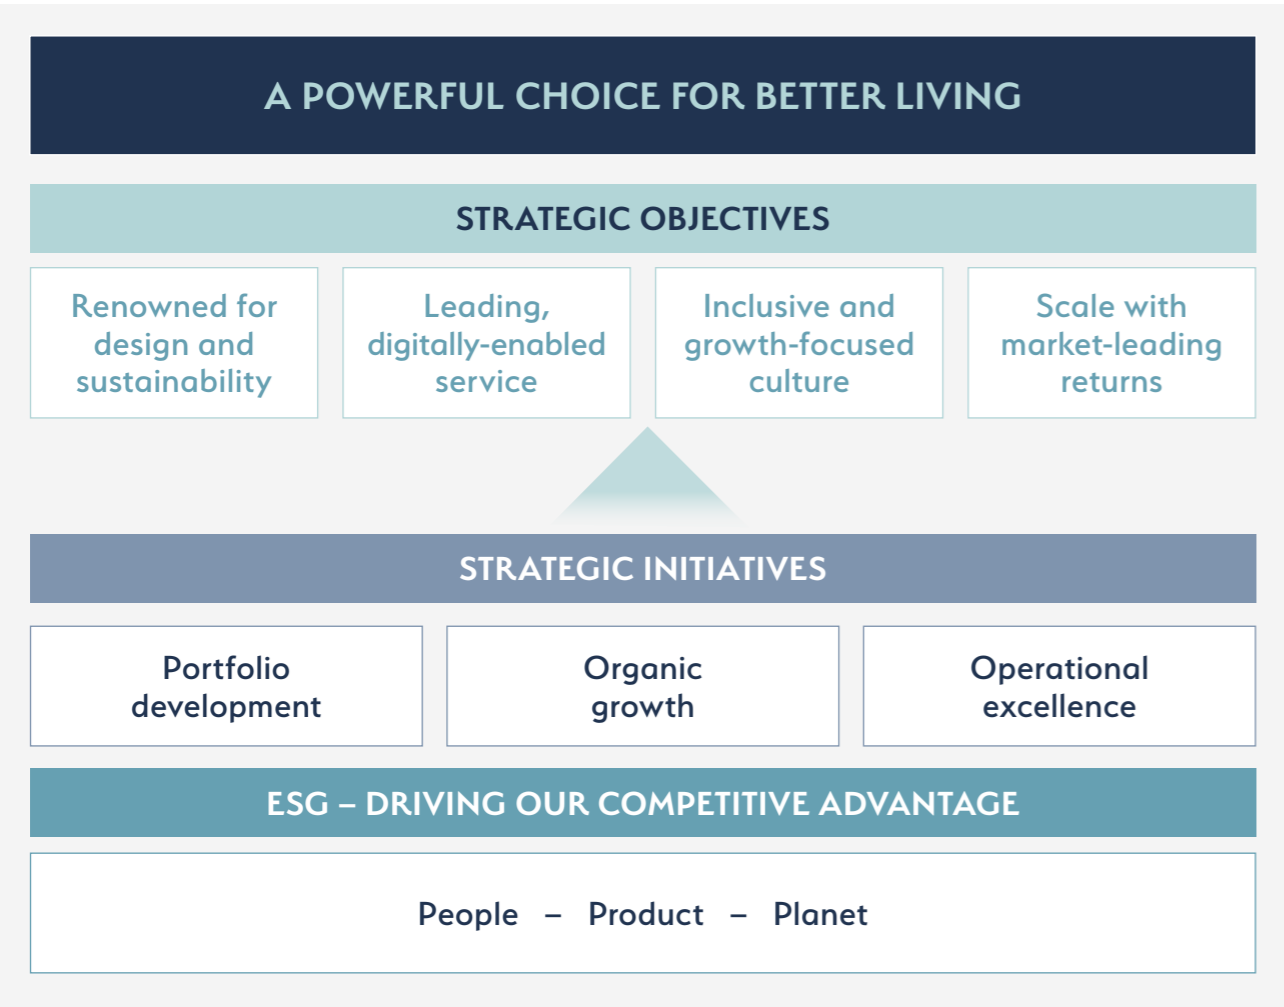 A POWERFUL CHOICE FOR BETTER LIVING
STRATEGIC OBJECTIVES
Renowned for
design and
sustainability
Leading,
digitally-enabled
service
Inclusive and
growth-focused
culture
Scale with
market-leading
returns
STRATEGIC INITIATIVES
Portfolio
development
Organic
growth
Operational
excellence
ESG – DRIVING OUR COMPETITIVE ADVANTAGE
People – Product – Planet